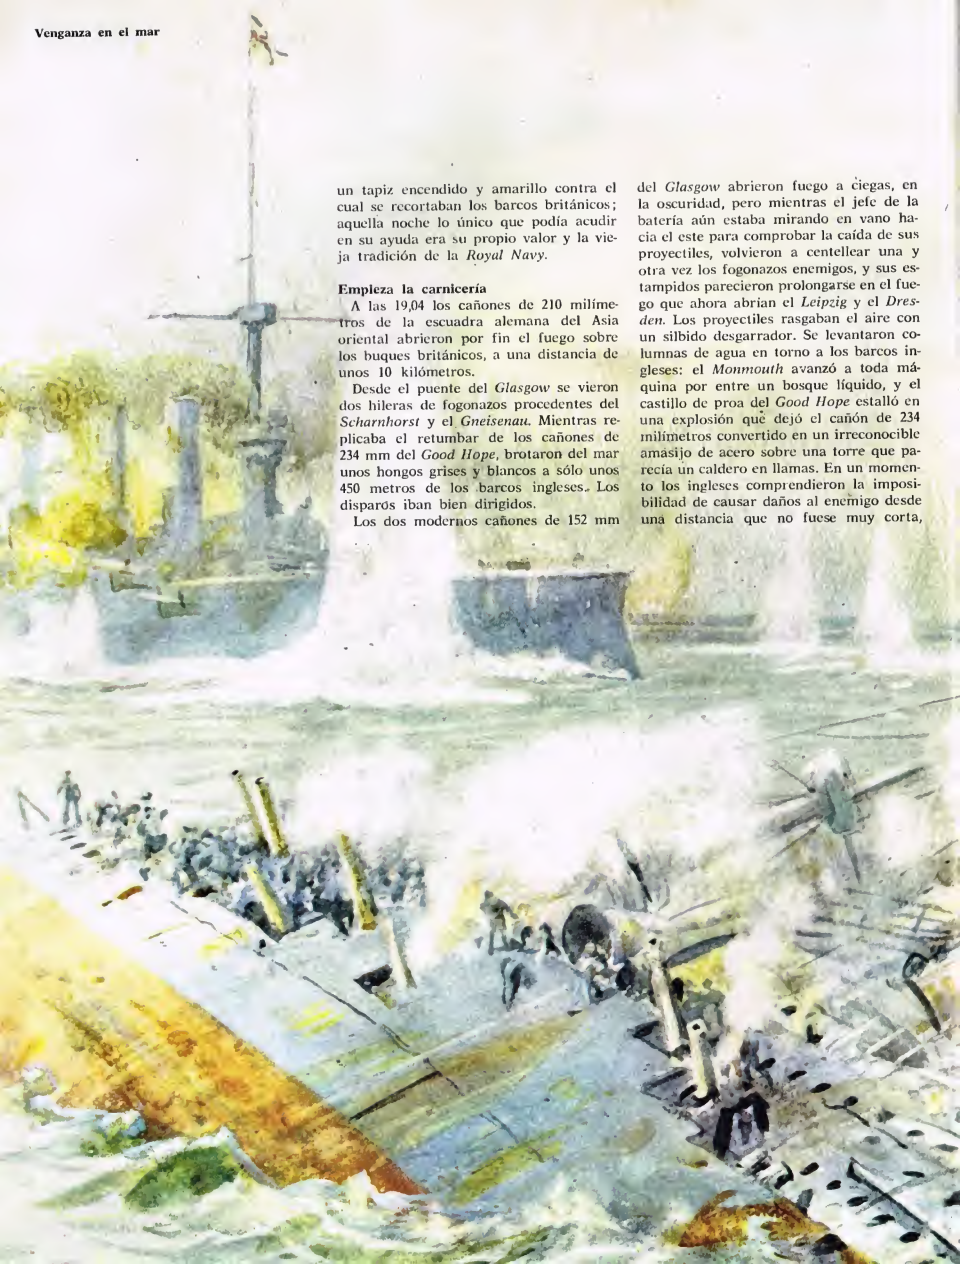 Venganza en el mar
un tapiz encendido y amarillo contra el
cual se recortaban los barcos británicos;
aquella noche lo único que podía acudir
en su ayuda era su propio valor y la vie-
ja tradición de la Royal Navy.
Empieza la carnicería
A las 19,04 los cañones de 210 milíme-
tros de la escuadra alemana del Asia
oriental abrieron por fin el fuego sobre
los buques británicos, a una distancia de
unos 10 kilómetros.
Desde el puente del Glasgow se vieron
dos hileras de fogonazos procedentes del
Scharnhorst y el Gneisenau. Mientras re-
plicaba el retumbar de los cañones de
234 mm del Good Hope, brotaron del mar
unos hongos grises y blancos a sólo unos
450 metros de los barcos ingleses. Los
disparos iban bien dirigidos.
Los dos modernos cañones de 152 mm
del Glasgow abrieron fuego a ciegas, en
la oscuridad, pero mientras el jefe de la
batería aún estaba mirando en vano ha-
cia el este para comprobar la caída de sus
proyectiles, volvieron a centellear una y
otra vez los fogonazos enemigos, y sus es-
tampidos parecieron prolongarse en el fue-
go que ahora abrían el Leipzig y el Dres-
den. Los proyectiles rasgaban el aire con
un silbido desgarrador. Se levantaron co-
lumnas de agua en torno a los barcos in-
gleses: el Monmouth avanzó a toda má-
quina por entre un bosque líquido, y el
castillo de proa del Good Hope estalló en
una explosión que dejó el cañón de 234
milímetros convertido en un irreconocible
amasijo de acero sobre una torre que pa-
recía un caldero en llamas. En un momen-
to los ingleses comprendieron la imposi-
bilidad de causar daños al enemigo desde
una distancia que no fuese muy corta,